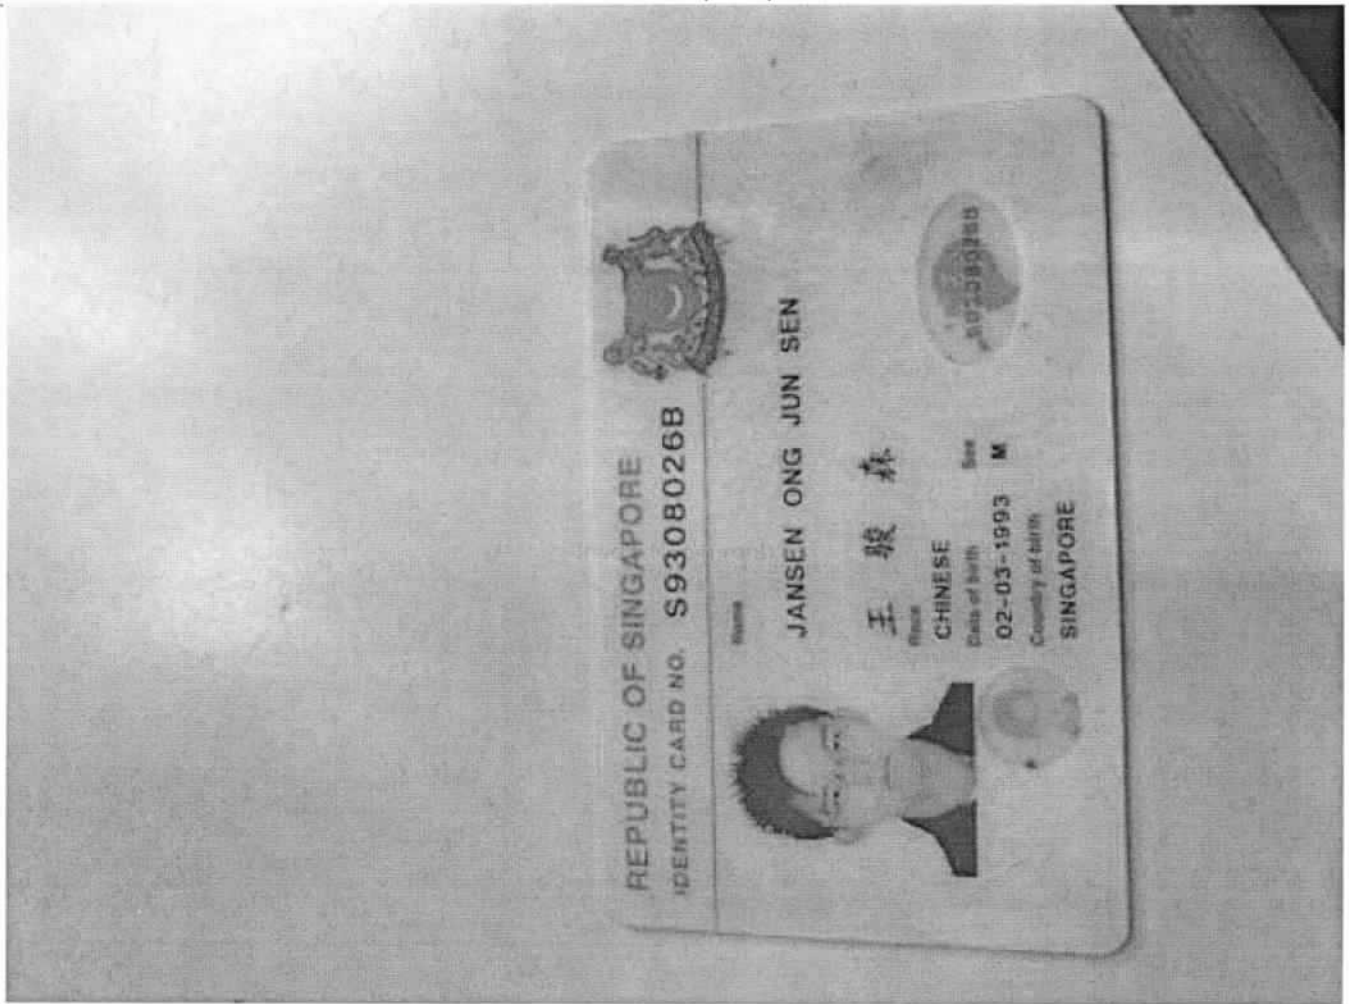 REPUBLIC OF SINGAPORE
IDENTITY CARD NO. S9308026B
Name
JANSEN ONG JUN SEN
王 骏 森
Race
CHINESE
Date of birth Sex
02-03-1993 M
Country of birth
SINGAPORE